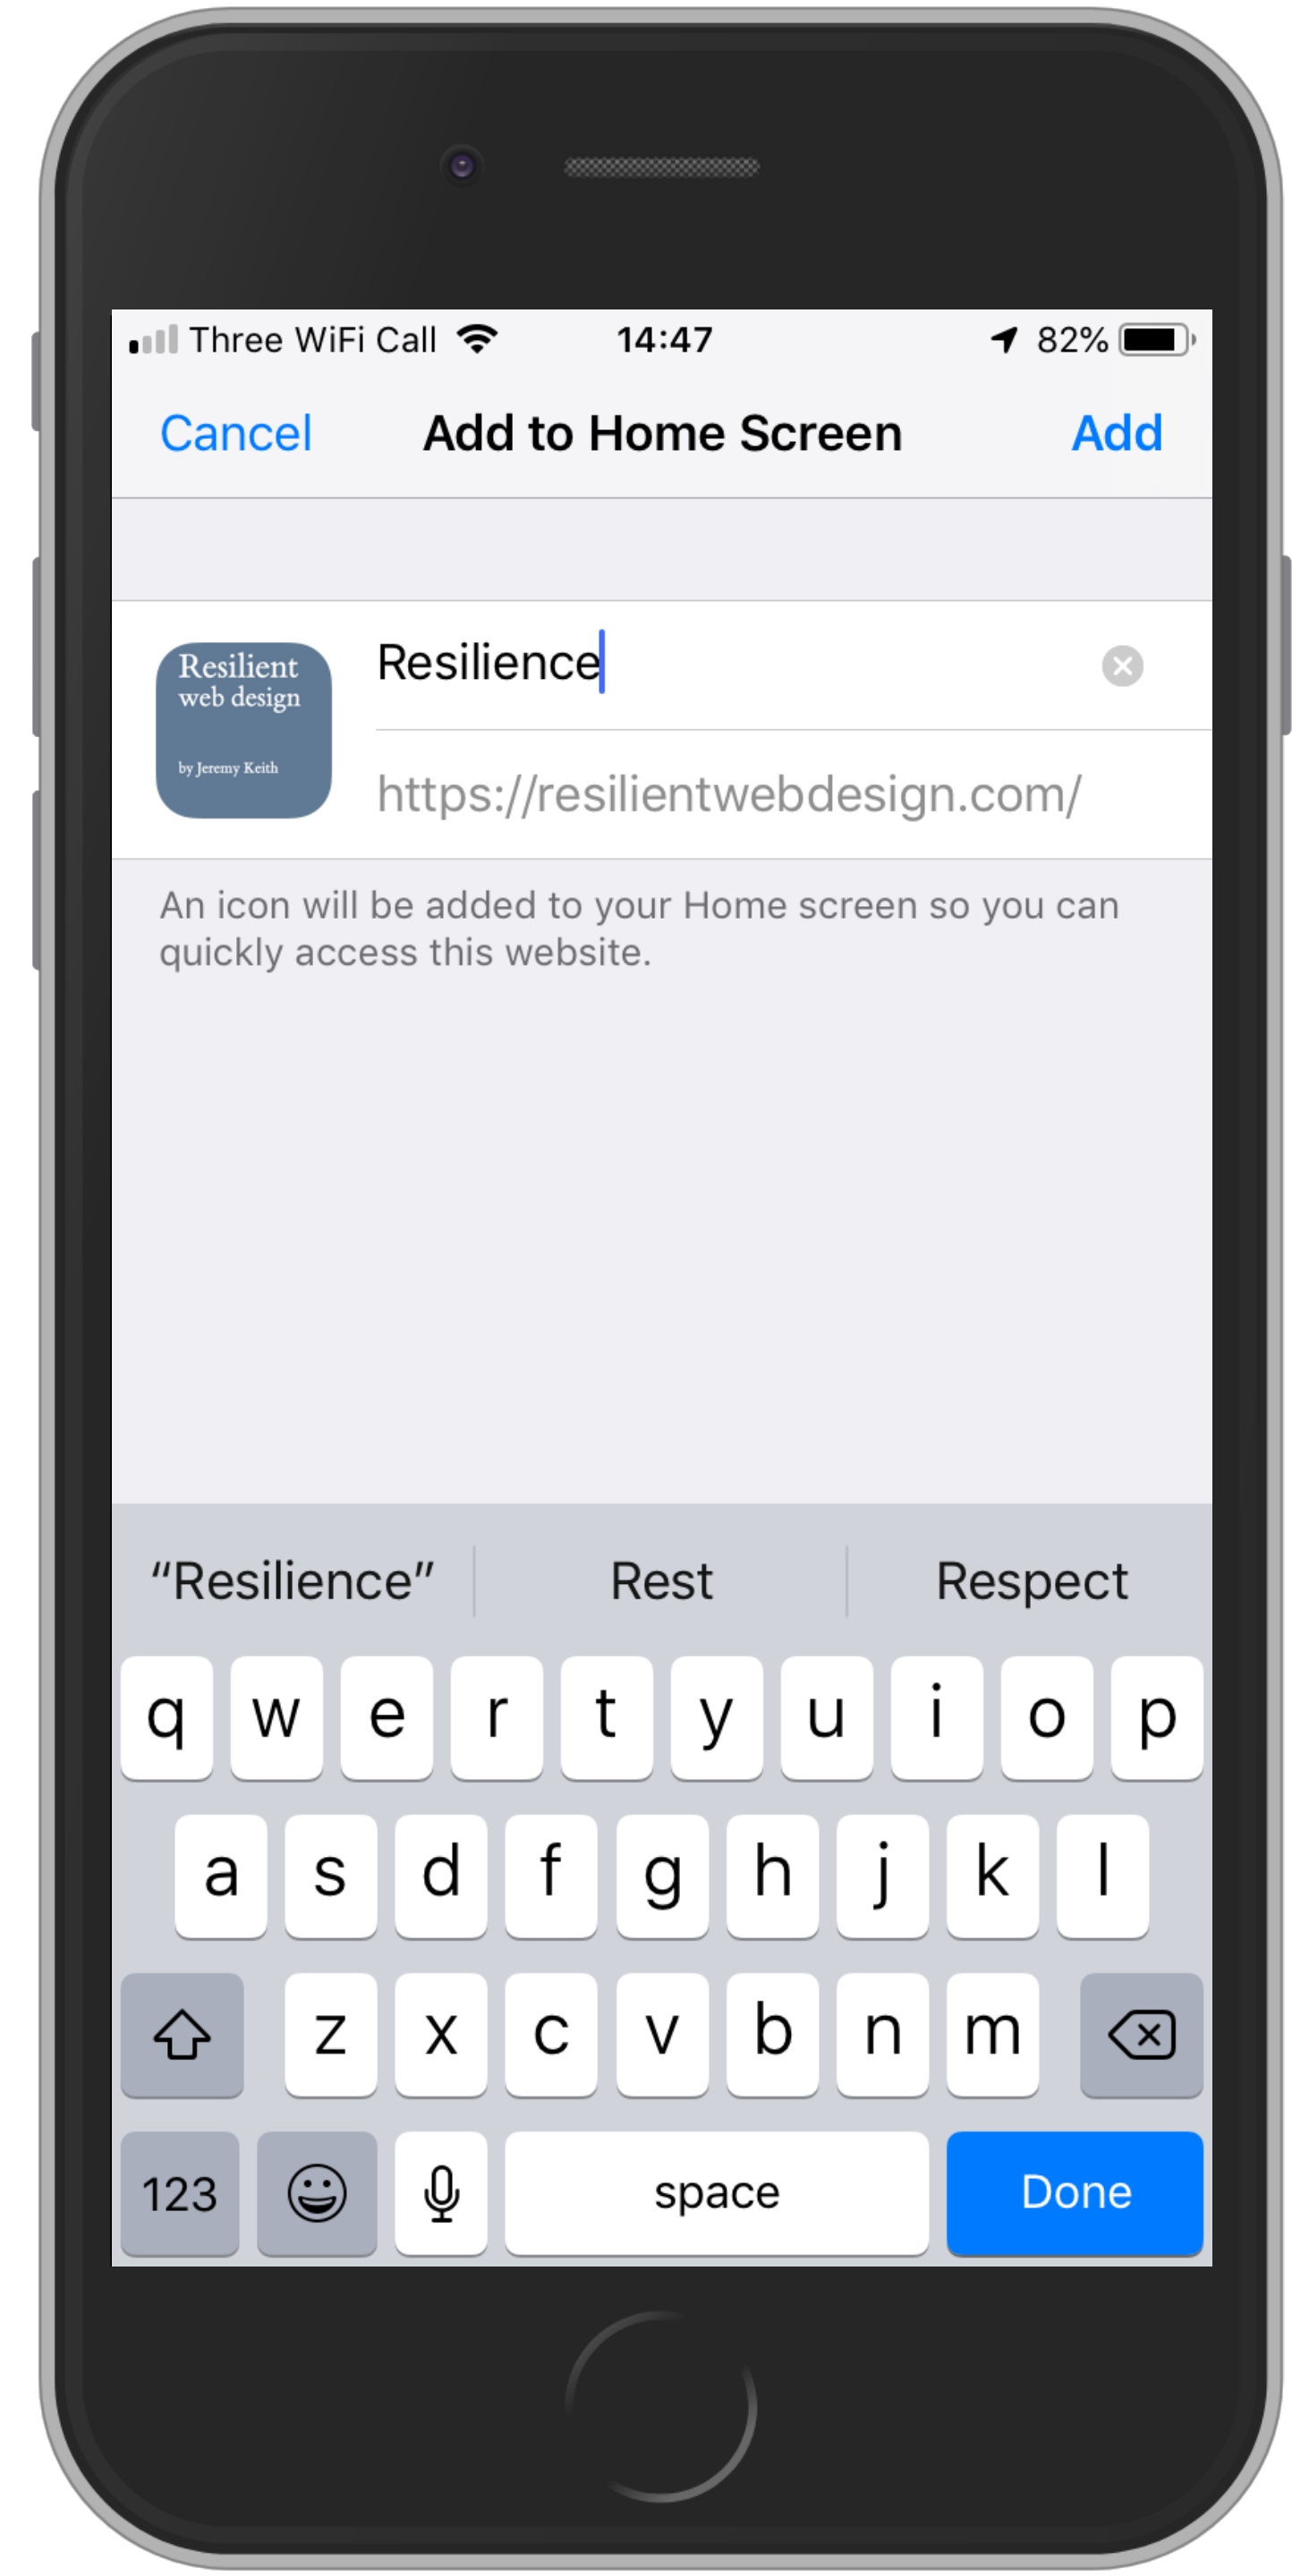 Three WiFi Call 14:47 82%
Cancel Add to Home Screen Add
Resilient
web design
by Jeremy Keith
Resilience
https://resilientwebdesign.com/
An icon will be added to your Home screen so you can
quickly access this website.
“Resilience” Rest Respect
q w e r t y u i o p
a s d f g h j k l
z x c v b n m
123 space Done